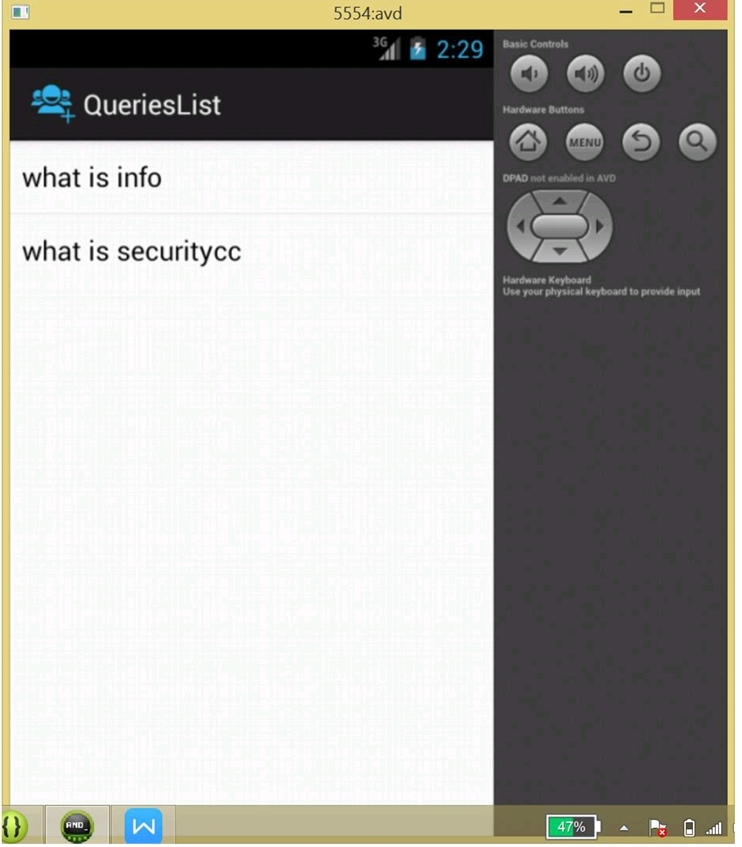 5554:avd
3G 2:29
QueriesList
what is info
what is securitycc
Basic Controls
Hardware Buttons
MENU
DPAD not enabled in AVD
Hardware Keyboard
Use your physical keyboard to provide input
{}
AND_
W
47%